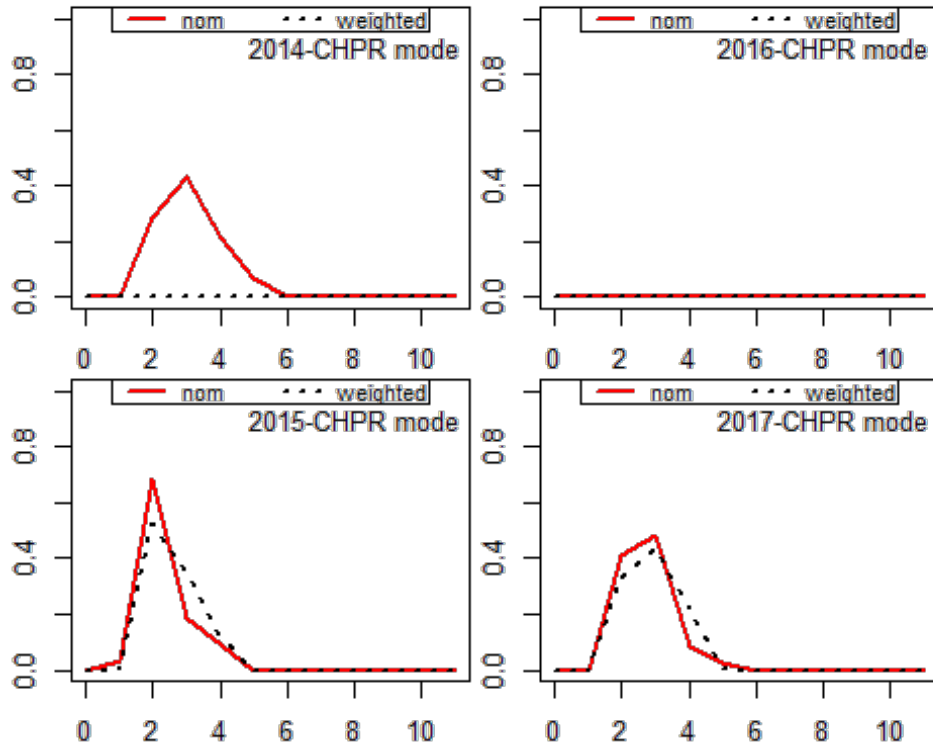 nom weighted
2014-CHPR mode
0.8
0.4
0.0
0 2 4 6 8 10
nom weighted
2016-CHPR mode
0.8
0.4
0.0
0 2 4 6 8 10
nom weighted
2015-CHPR mode
0.8
0.4
0.0
0 2 4 6 8 10
nom weighted
2017-CHPR mode
0.8
0.4
0.0
0 2 4 6 8 10